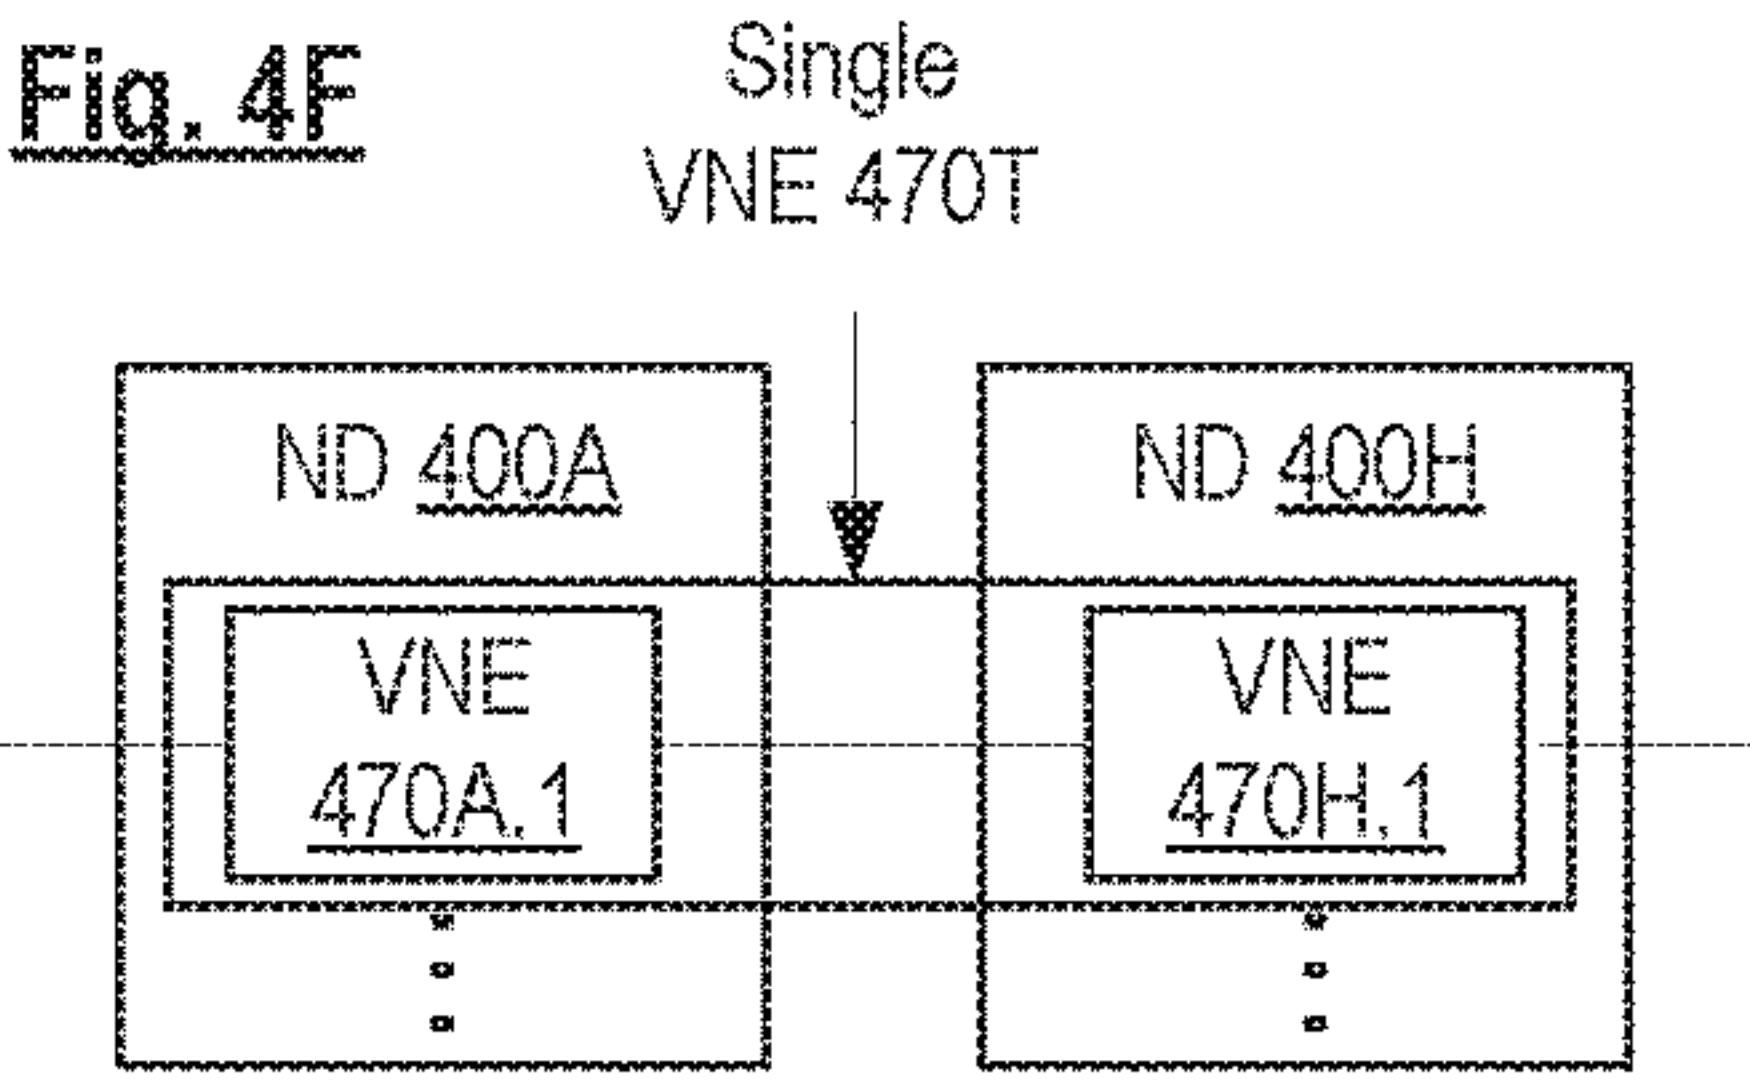 Fig. 4F
Single
VNE 470T
ND 400A
ND 400H
VNE
470A.1
VNE
470H.1